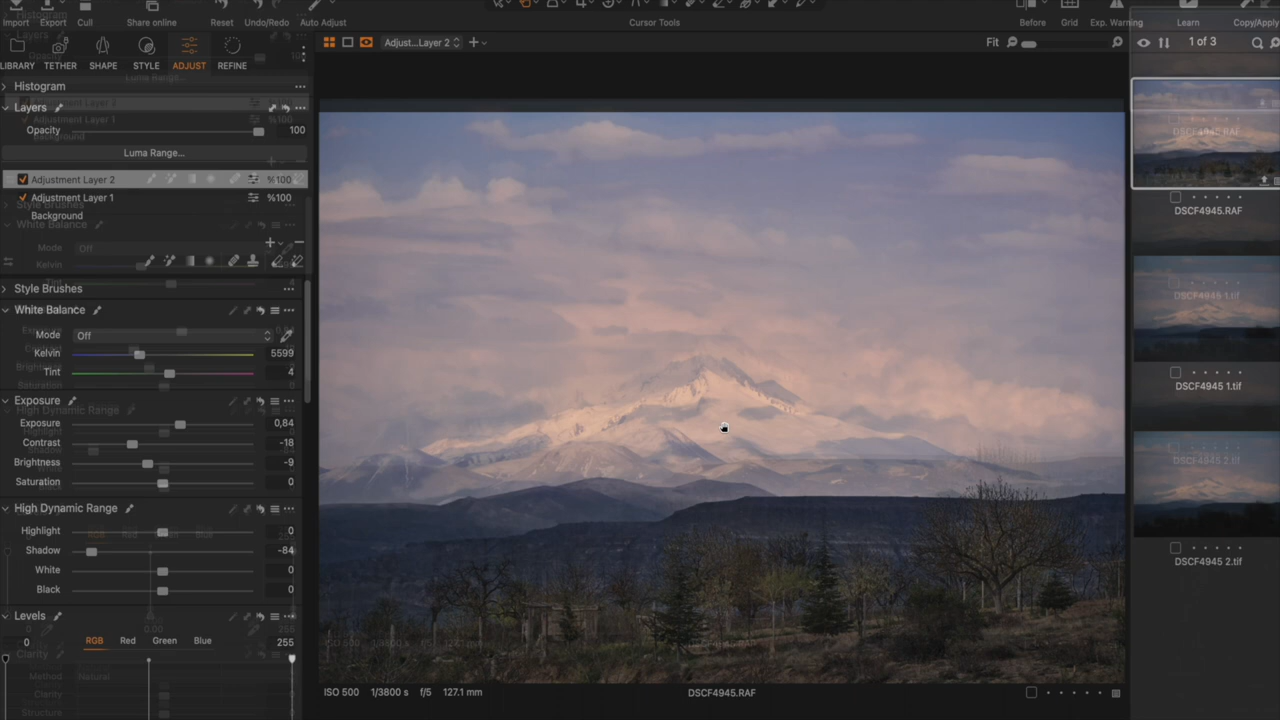 Import Export Cull Share online Reset Undo/Redo Auto Adjust Cursor Tools Before Grid Exp. Warning Learn Copy/Apply
LIBRARY TETHER SHAPE STYLE ADJUST REFINE
Adjust...Layer 2 Fit 1 of 3
Histogram
Layers
Opacity 100
Luma Range...
Adjustment Layer 2 %100
Adjustment Layer 1 %100
Background
Style Brushes
White Balance
Mode Off
Kelvin 5599
Tint 4
Exposure
Exposure 0,84
Contrast -18
Brightness -9
Saturation 0
High Dynamic Range
Highlight 0
Shadow -84
White 0
Black 0
Levels
0 RGB Red Green Blue 255
Clarity
Method Natural
Clarity
Structure
ISO 500 1/3800 s f/5 127.1 mm DSCF4945.RAF
DSCF4945.RAF
DSCF4945 1.tif
DSCF4945 2.tif